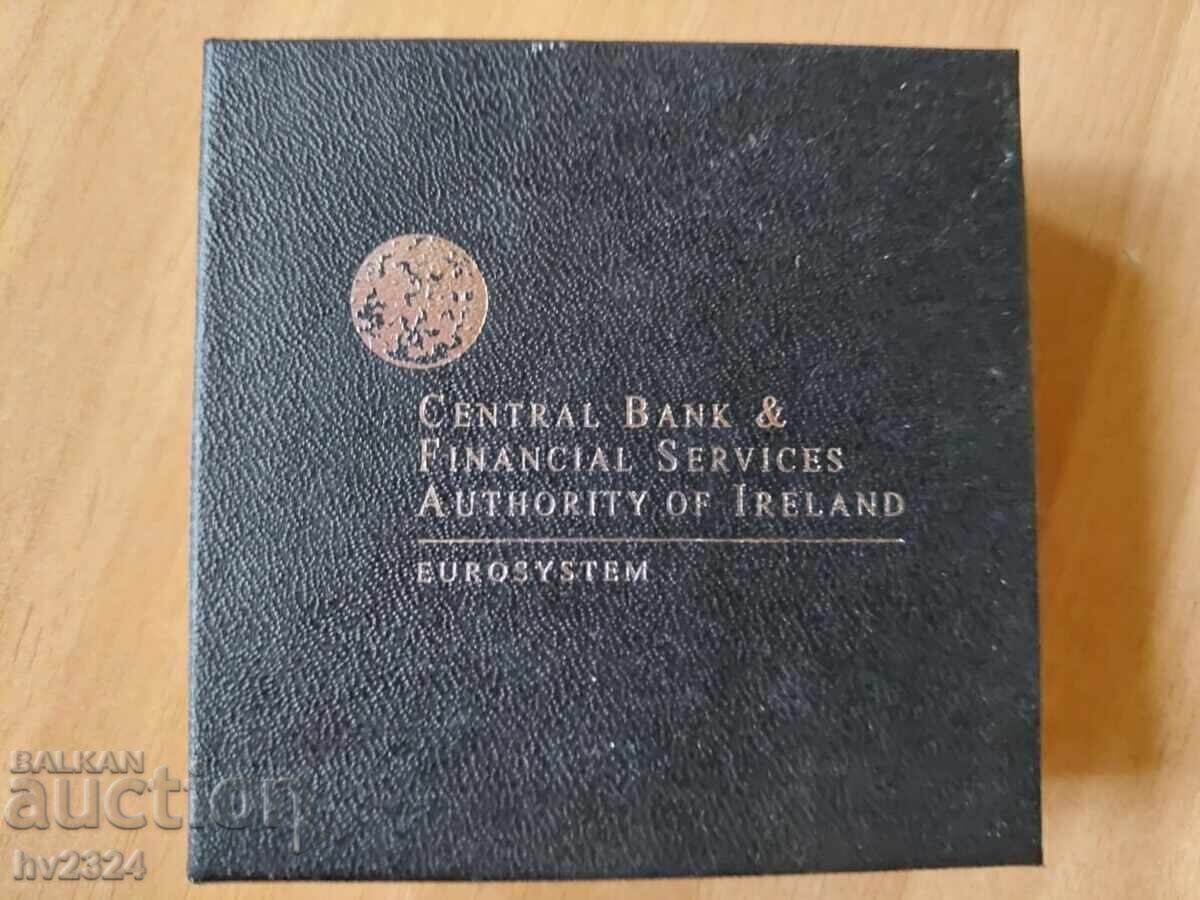 CENTRAL BANK &
FINANCIAL SERVICES
AUTHORITY OF IRELAND
EUROSYSTEM
BALKAN
auction
hv2324